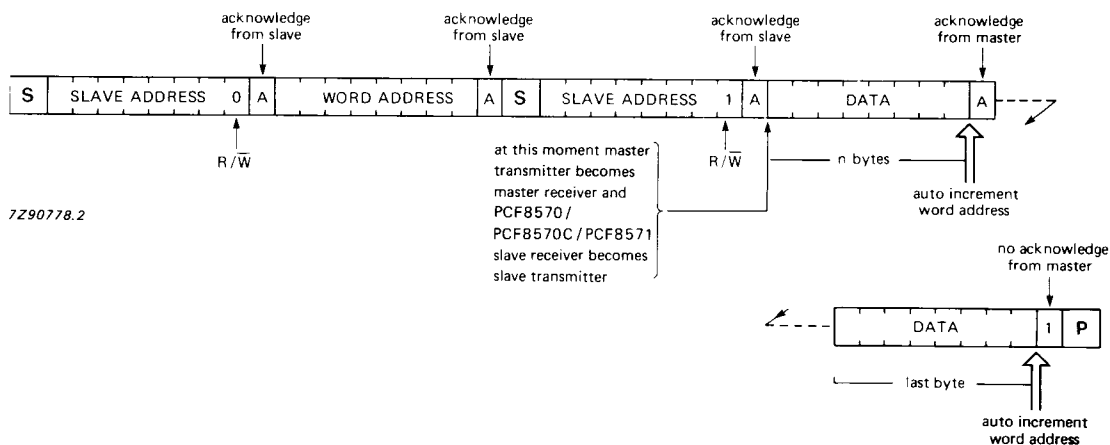 acknowledge
from slave
acknowledge
from slave
acknowledge
from slave
acknowledge
from master
S SLAVE ADDRESS 0 A WORD ADDRESS A S SLAVE ADDRESS 1 A DATA A
R/W̅
R/W̅
n bytes
at this moment master
transmitter becomes
master receiver and
PCF8570/
PCF8570C/PCF8571
slave receiver becomes
slave transmitter
auto increment
word address
7Z90778.2
no acknowledge
from master
DATA 1 P
last byte
auto increment
word address